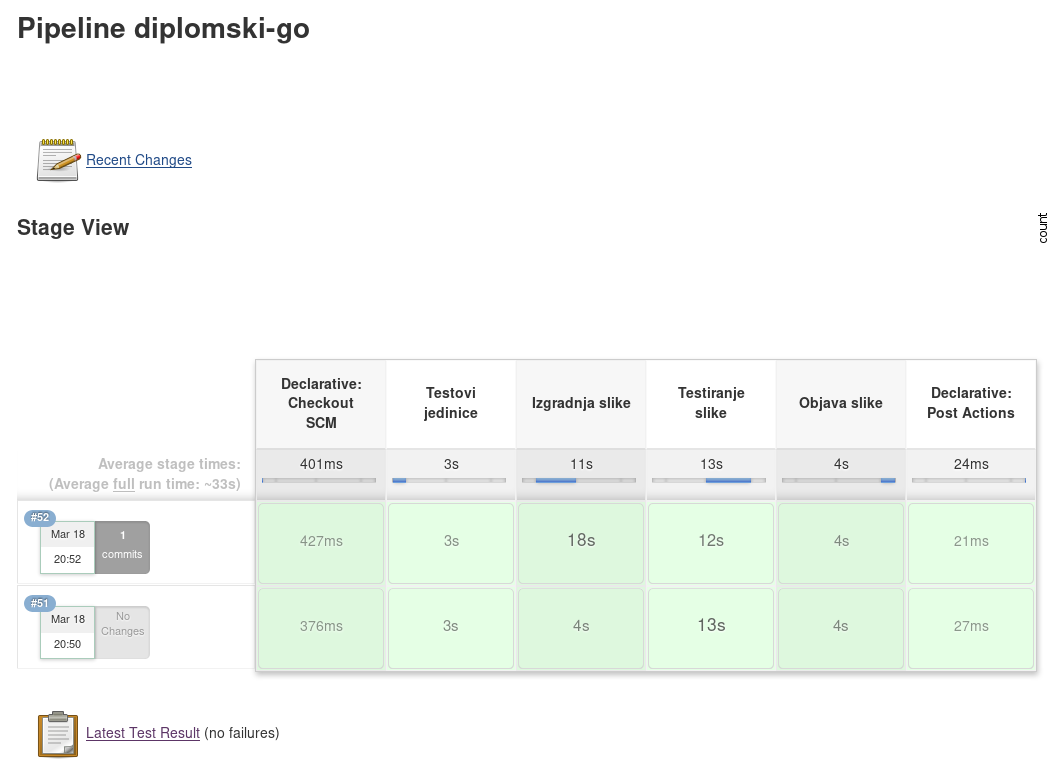 Pipeline diplomski-go
Recent Changes
Stage View
count
Declarative:
Checkout
SCM
Testovi
jedinice
Izgradnja slike
Testiranje
slike
Objava slike
Declarative:
Post Actions
Average stage times:
(Average full run time: ~33s)
401ms
3s
11s
13s
4s
24ms
#52
Mar 18
20:52
1
commits
427ms
3s
18s
12s
4s
21ms
#51
Mar 18
20:50
No
Changes
376ms
3s
4s
13s
4s
27ms
Latest Test Result (no failures)